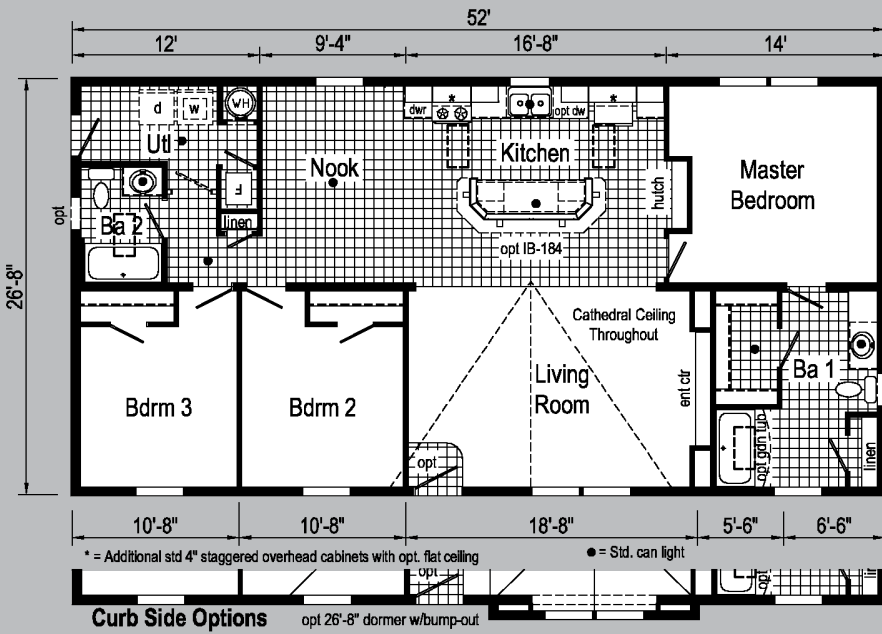 52'
12'
9'-4"
16'-8"
14'
26'-8"
d
w
WH
Utl
F
linen
opt
Ba 2
Nook
dwr
*
opt dw
*
Kitchen
opt IB-184
hutch
Master
Bedroom
Cathedral Ceiling
Throughout
Bdrm 3
Bdrm 2
Living
Room
ent ctr
opt
Ba 1
opt gdn tub
linen
10'-8"
10'-8"
18'-8"
5'-6"
6'-6"
* = Additional std 4" staggered overhead cabinets with opt. flat ceiling
● = Std. can light
opt
opt
Curb Side Options
opt 26'-8" dormer w/bump-out